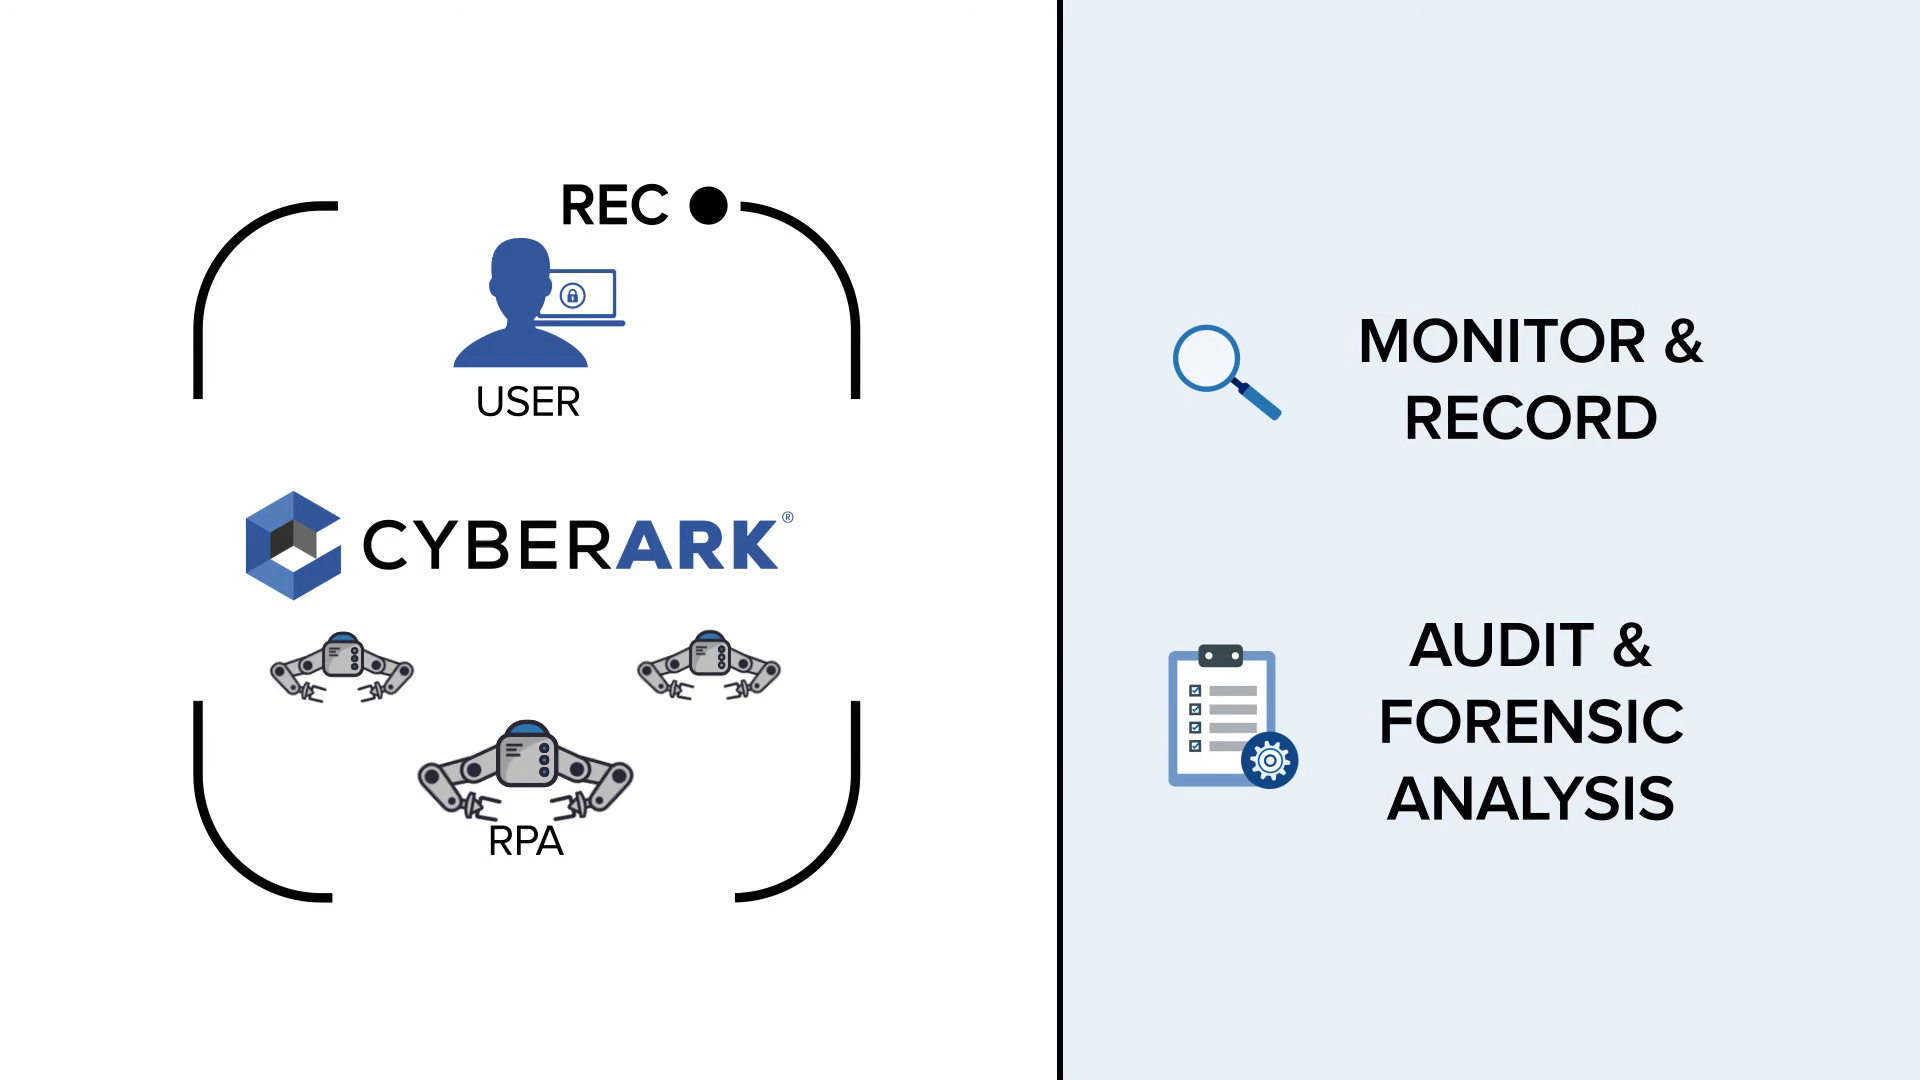 REC
USER
CYBERARK®
RPA
MONITOR &
RECORD
AUDIT &
FORENSIC
ANALYSIS